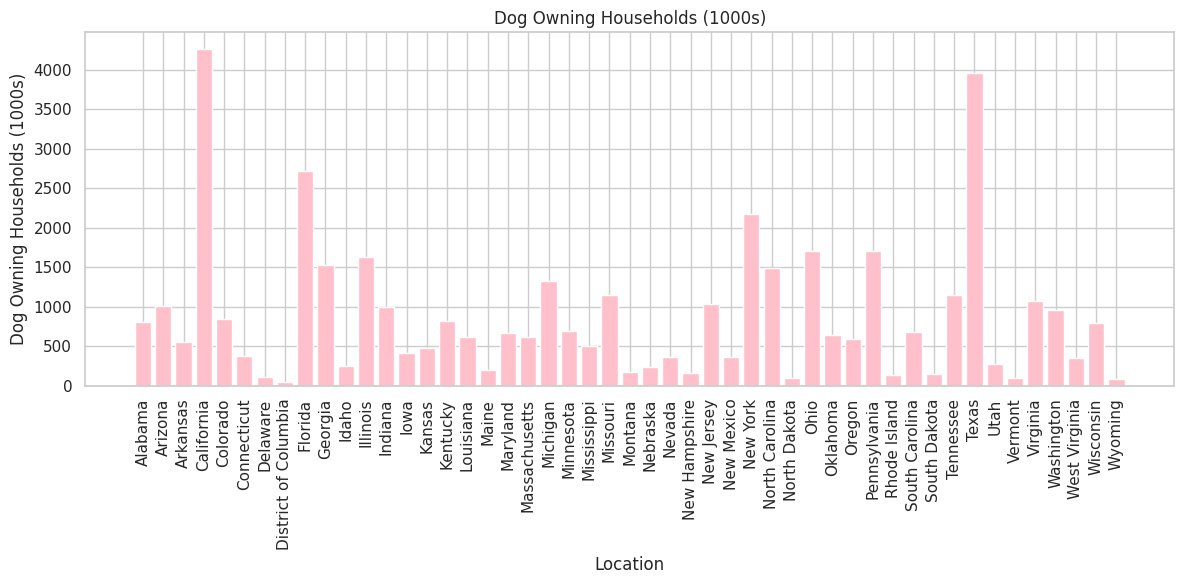 Dog Owning Households (1000s)
Dog Owning Households (1000s)
4000
3500
3000
2500
2000
1500
1000
500
0
Alabama
Arizona
Arkansas
California
Colorado
Connecticut
Delaware
District of Columbia
Florida
Georgia
Idaho
Illinois
Indiana
Iowa
Kansas
Kentucky
Louisiana
Maine
Maryland
Massachusetts
Michigan
Minnesota
Mississippi
Missouri
Montana
Nebraska
Nevada
New Hampshire
New Jersey
New Mexico
New York
North Carolina
North Dakota
Ohio
Oklahoma
Oregon
Pennsylvania
Rhode Island
South Carolina
South Dakota
Tennessee
Texas
Utah
Vermont
Virginia
Washington
West Virginia
Wisconsin
Wyoming
Location